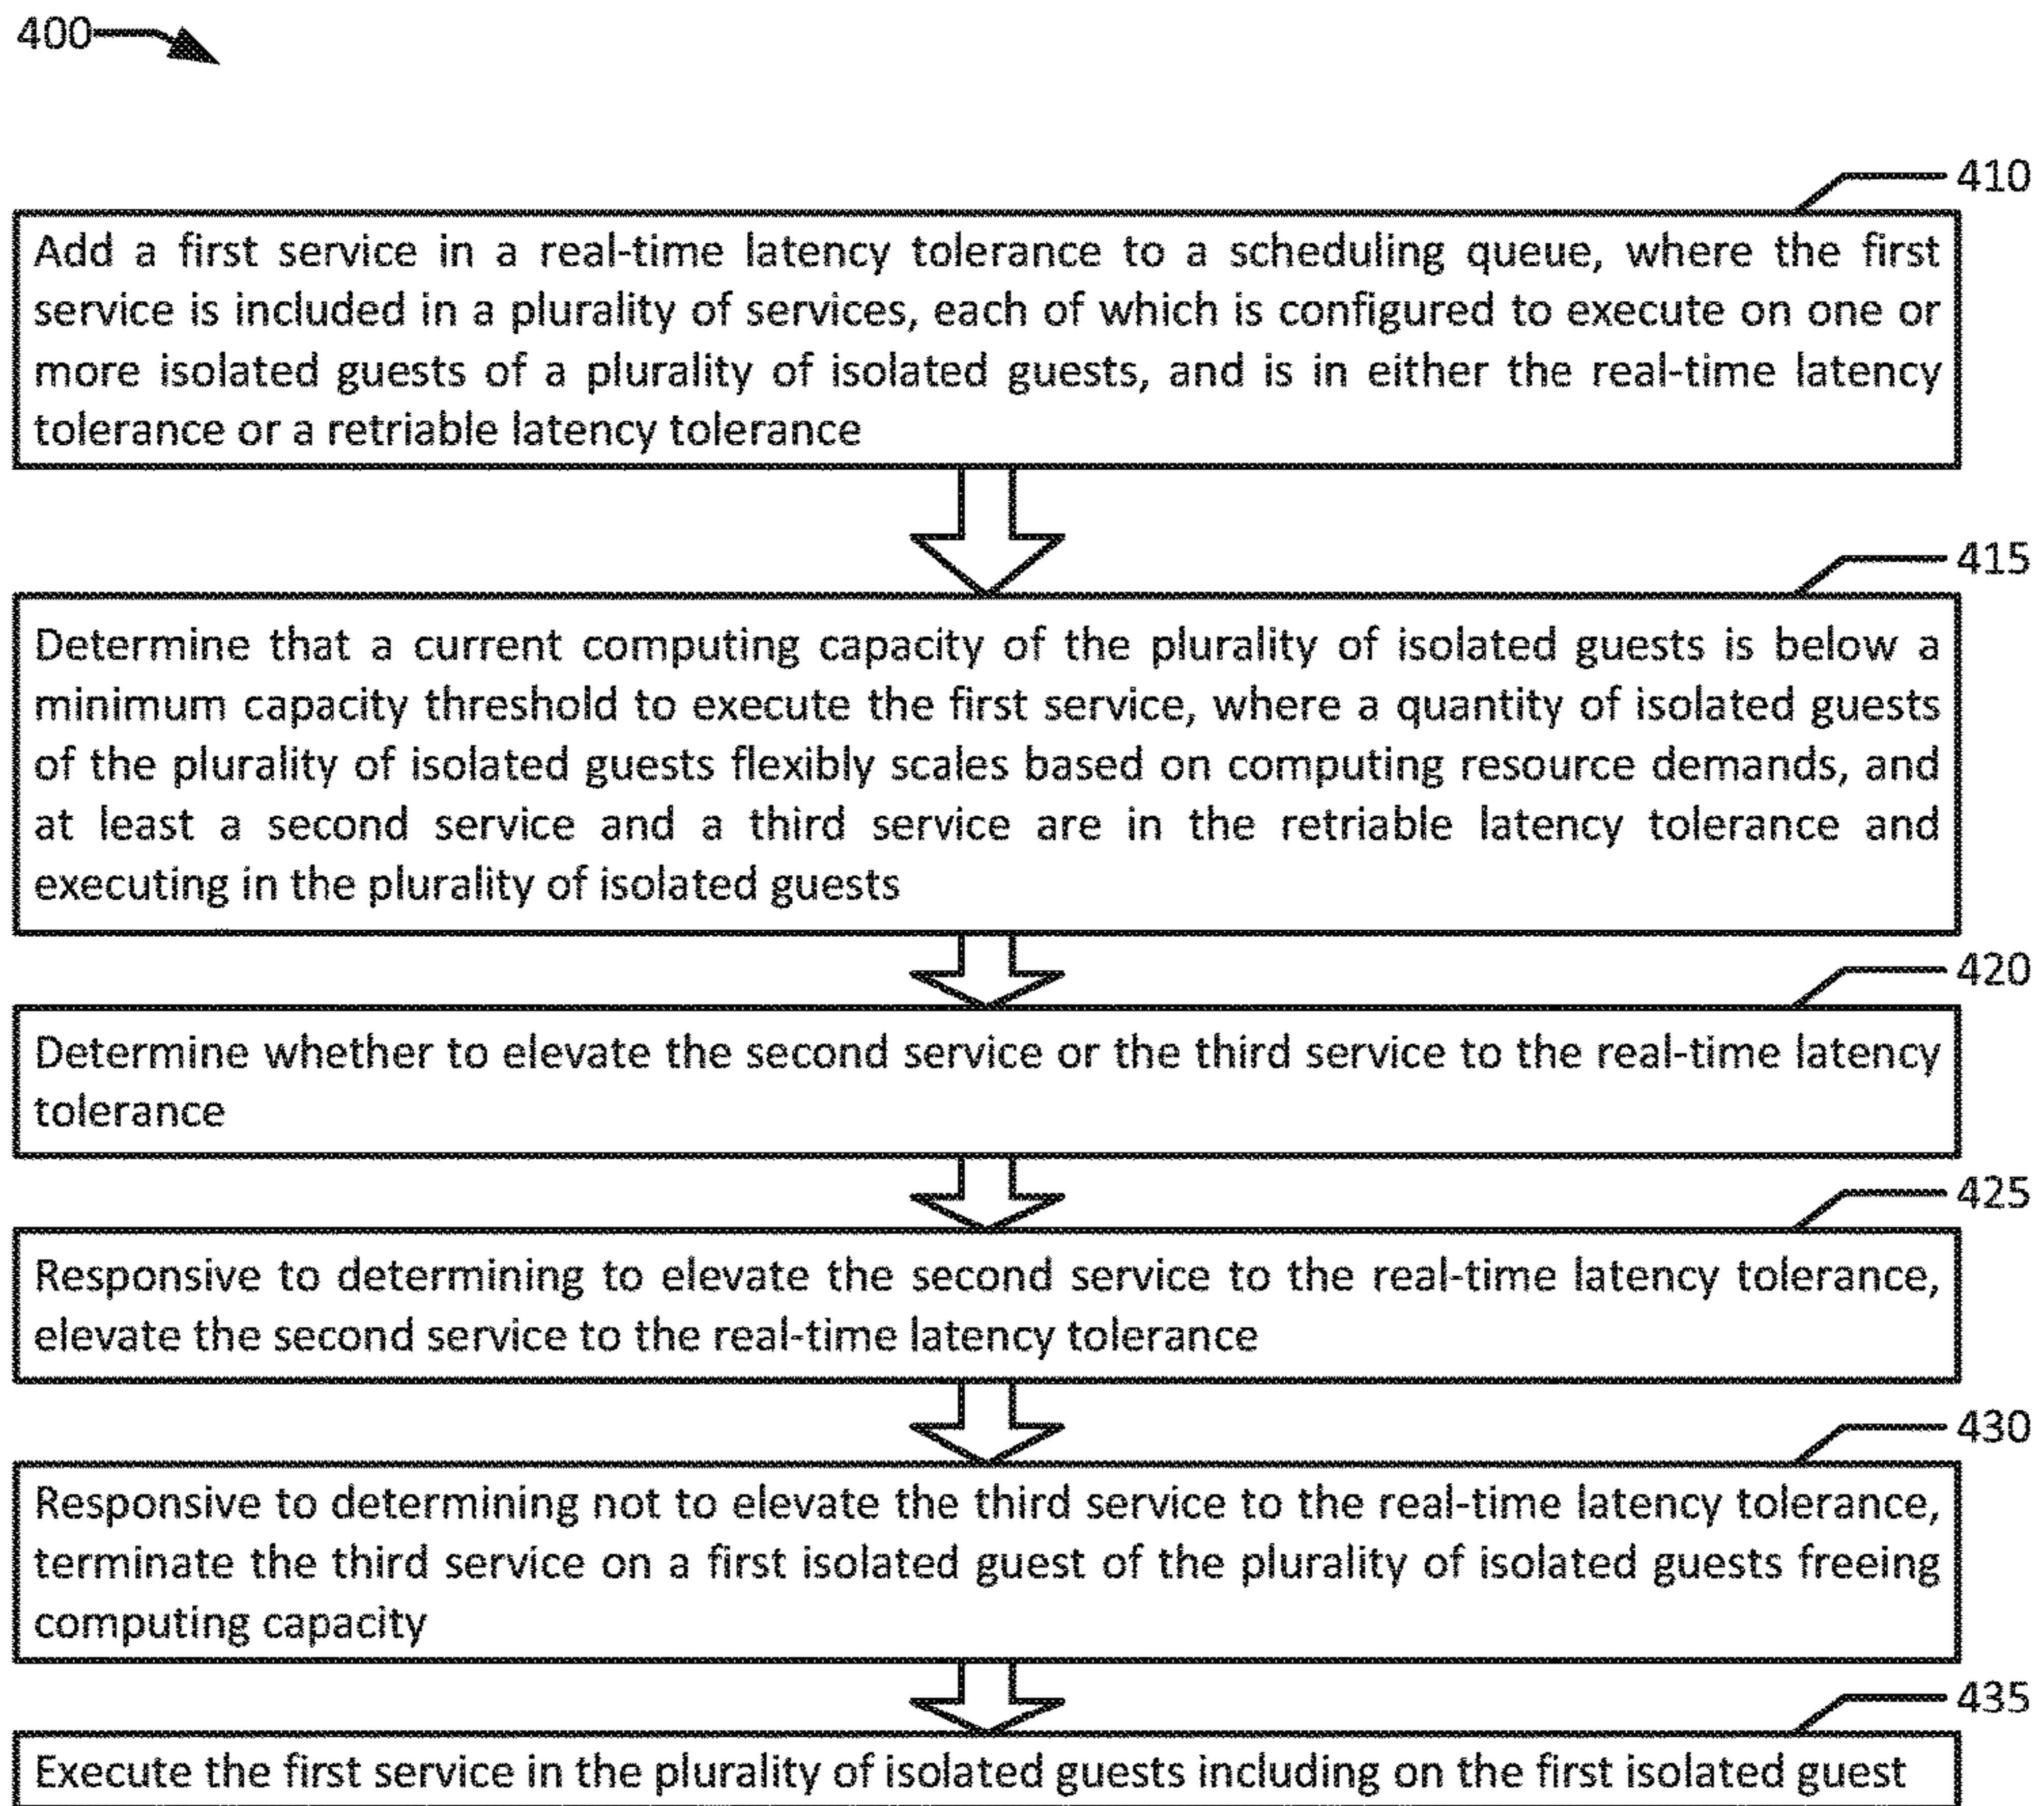 400
410
Add a first service in a real-time latency tolerance to a scheduling queue, where the first
service is included in a plurality of services, each of which is configured to execute on one or
more isolated guests of a plurality of isolated guests, and is in either the real-time latency
tolerance or a retriable latency tolerance
415
Determine that a current computing capacity of the plurality of isolated guests is below a
minimum capacity threshold to execute the first service, where a quantity of isolated guests
of the plurality of isolated guests flexibly scales based on computing resource demands, and
at least a second service and a third service are in the retriable latency tolerance and
executing in the plurality of isolated guests
420
Determine whether to elevate the second service or the third service to the real-time latency
tolerance
425
Responsive to determining to elevate the second service to the real-time latency tolerance,
elevate the second service to the real-time latency tolerance
430
Responsive to determining not to elevate the third service to the real-time latency tolerance,
terminate the third service on a first isolated guest of the plurality of isolated guests freeing
computing capacity
435
Execute the first service in the plurality of isolated guests including on the first isolated guest